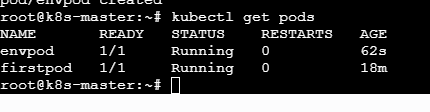 pod/envpod created
root@k8s-master:~# kubectl get pods
NAME       READY   STATUS    RESTARTS   AGE
envpod     1/1     Running   0          62s
firstpod   1/1     Running   0          18m
root@k8s-master:~#